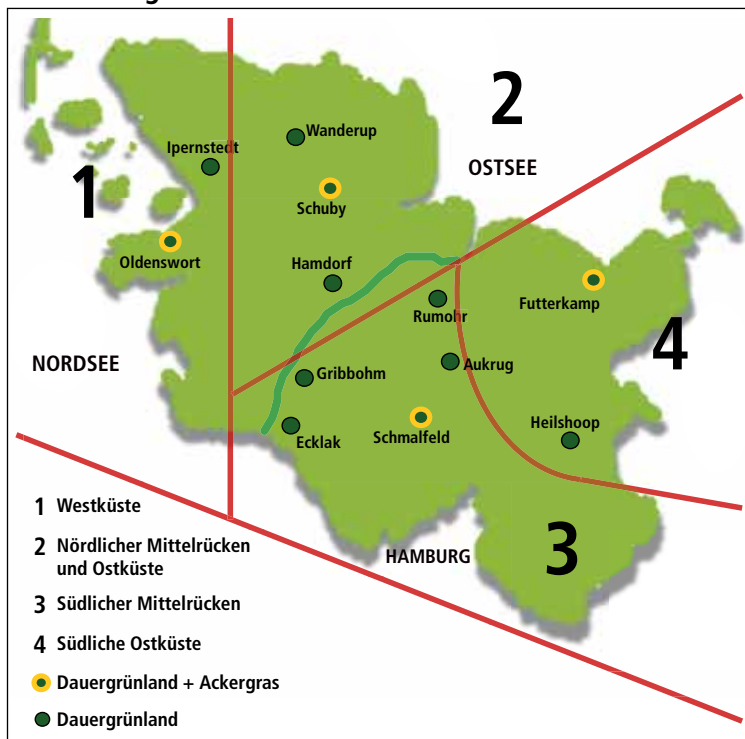 2
Wanderup
Ipernstedt
OSTSEE
1
Schuby
Oldenswort
Hamdorf
Futterkamp
Rumohr
4
NORDSEE
Gribbohm
Aukrug
Heilshoop
Ecklak
Schmalfeld
1 Westküste
3
HAMBURG
2 Nördlicher Mittelrücken
und Ostküste
3 Südlicher Mittelrücken
4 Südliche Ostküste
Dauergrünland + Ackergras
Dauergrünland